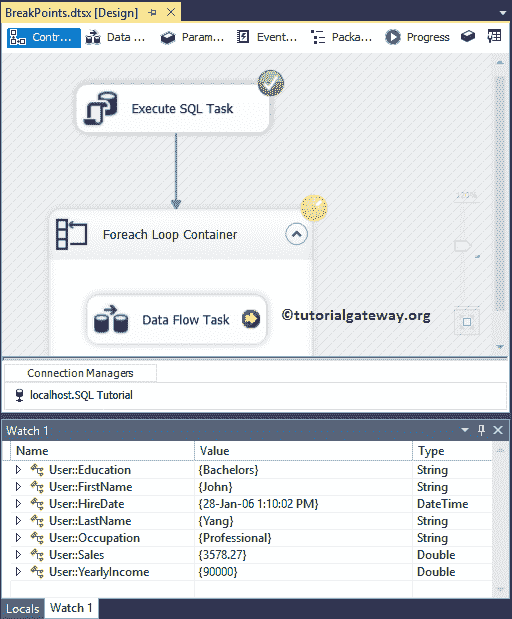 BreakPoints.dtsx [Design]
Contr... Data ... Param... Event... Packa... Progress
Execute SQL Task
Foreach Loop Container
Data Flow Task
©tutorialgateway.org
Connection Managers
localhost.SQL Tutorial
Watch 1
Name Value Type
User::Education {Bachelors} String
User::FirstName {John} String
User::HireDate {28-Jan-06 1:10:02 PM} DateTime
User::LastName {Yang} String
User::Occupation {Professional} String
User::Sales {3578.27} Double
User::YearlyIncome {90000} Double
Locals Watch 1